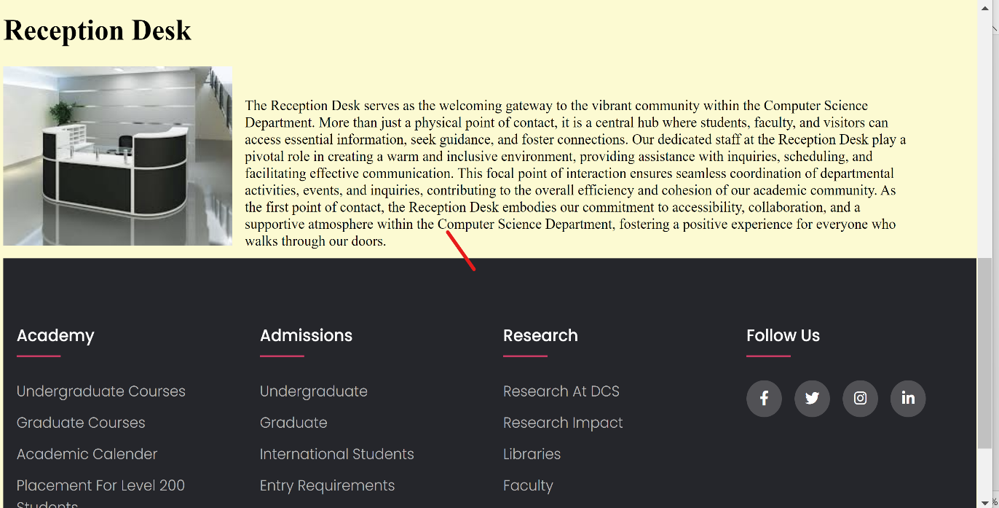 Reception Desk
The Reception Desk serves as the welcoming gateway to the vibrant community within the Computer Science
Department. More than just a physical point of contact, it is a central hub where students, faculty, and visitors can
access essential information, seek guidance, and foster connections. Our dedicated staff at the Reception Desk play a
pivotal role in creating a warm and inclusive environment, providing assistance with inquiries, scheduling, and
facilitating effective communication. This focal point of interaction ensures seamless coordination of departmental
activities, events, and inquiries, contributing to the overall efficiency and cohesion of our academic community. As
the first point of contact, the Reception Desk embodies our commitment to accessibility, collaboration, and a
supportive atmosphere within the Computer Science Department, fostering a positive experience for everyone who
walks through our doors.
Academy
Undergraduate Courses
Graduate Courses
Academic Calender
Placement For Level 200
Students
Admissions
Undergraduate
Graduate
International Students
Entry Requirements
Research
Research At DCS
Research Impact
Libraries
Faculty
Follow Us